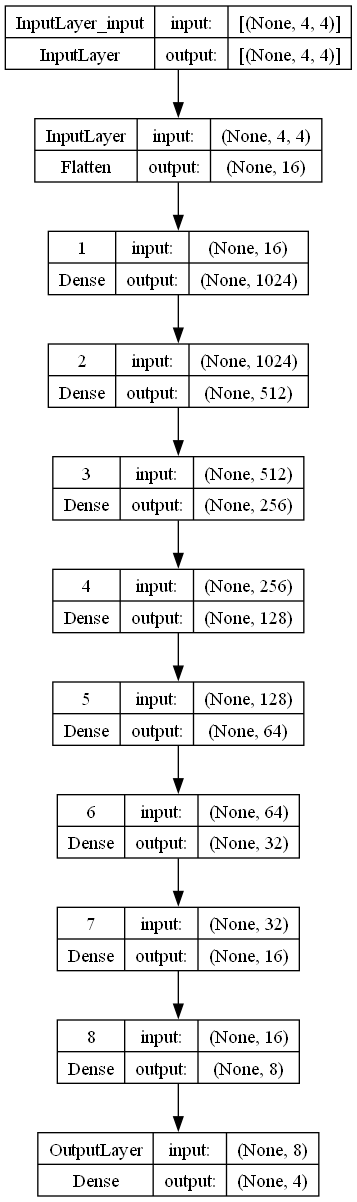 InputLayer_input input: [(None, 4, 4)]
InputLayer output: [(None, 4, 4)]
InputLayer input: (None, 4, 4)
Flatten output: (None, 16)
1 input: (None, 16)
Dense output: (None, 1024)
2 input: (None, 1024)
Dense output: (None, 512)
3 input: (None, 512)
Dense output: (None, 256)
4 input: (None, 256)
Dense output: (None, 128)
5 input: (None, 128)
Dense output: (None, 64)
6 input: (None, 64)
Dense output: (None, 32)
7 input: (None, 32)
Dense output: (None, 16)
8 input: (None, 16)
Dense output: (None, 8)
OutputLayer input: (None, 8)
Dense output: (None, 4)